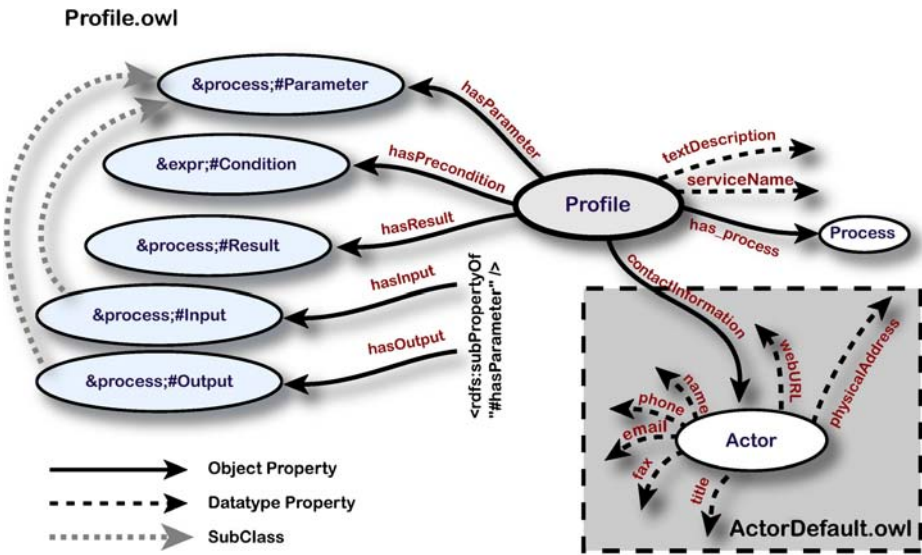 Profile.owl
&process;#Parameter
hasParameter
textDescription
&expr;#Condition
hasPrecondition
serviceName
Profile
&process;#Result
hasResult
has_process
Process
hasInput
contactInformation
&process;#Input
<rdfs:subPropertyOf
"#hasParameter" />
hasOutput
&process;#Output
webURL
physicalAddress
name
phone
email
Actor
fax
title
Object Property
Datatype Property
SubClass
ActorDefault.owl